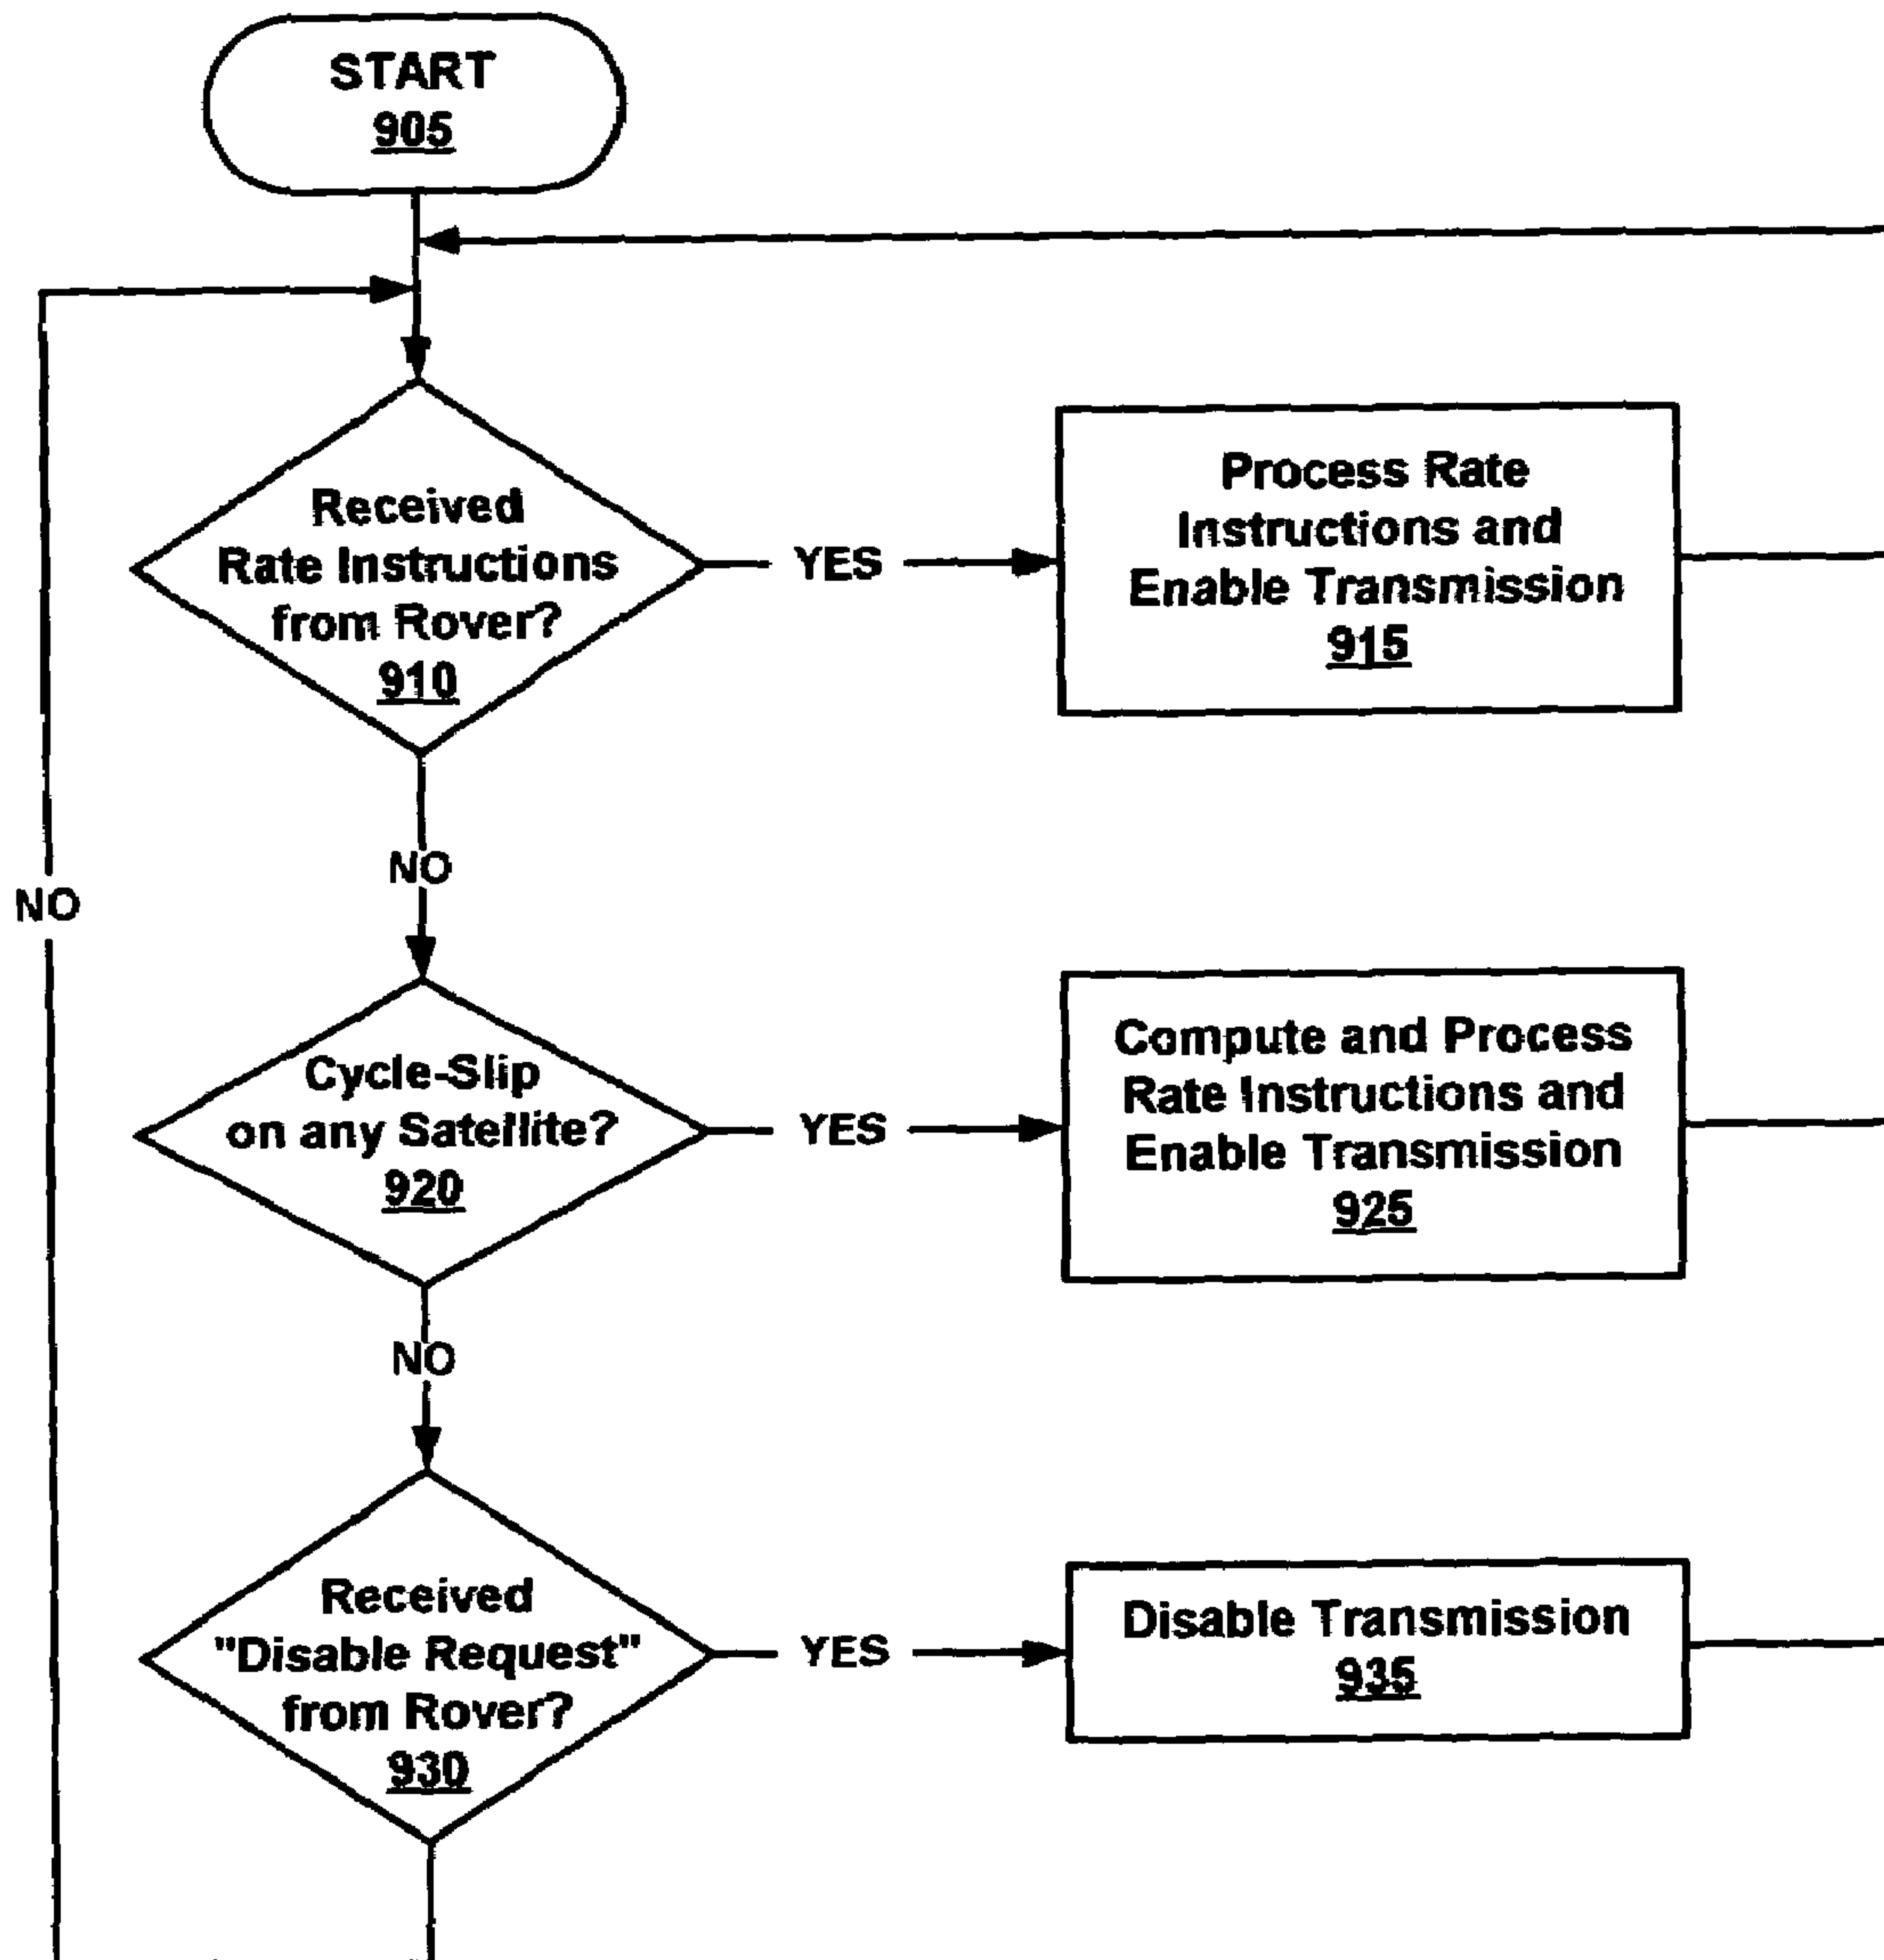 START
905
Received
Rate Instructions
from Rover?
910
YES
Process Rate
Instructions and
Enable Transmission
915
NO
NO
Cycle-Slip
on any Satellite?
920
YES
Compute and Process
Rate Instructions and
Enable Transmission
925
NO
Received
"Disable Request"
from Rover?
930
YES
Disable Transmission
935